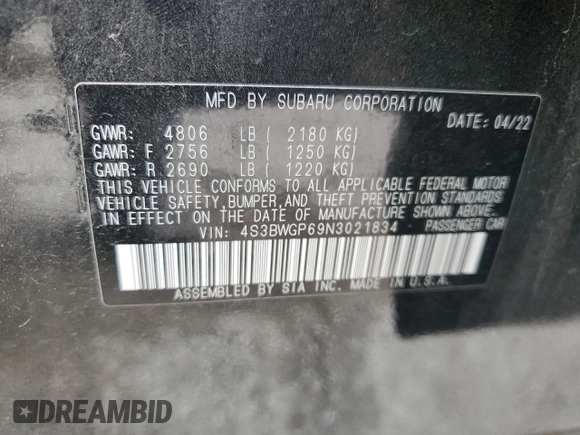 MFD BY SUBARU CORPORATION
DATE: 04/22
GVWR: 4806 LB ( 2180 KG)
GAWR: F 2756 LB ( 1250 KG)
GAWR: R 2690 LB ( 1220 KG)
THIS VEHICLE CONFORMS TO ALL APPLICABLE FEDERAL MOTOR
VEHICLE SAFETY, BUMPER, AND THEFT PREVENTION STANDARDS
IN EFFECT ON THE DATE OF MANUFACTURE SHOWN ABOVE.
VIN: 4S3BWGP69N3021834 PASSENGER CAR
ASSEMBLED BY SIA INC. MADE IN U.S.A.
DREAMBID